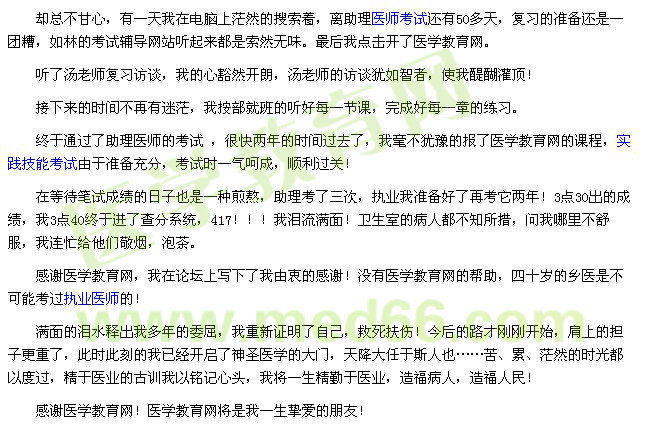 却总不甘心，有一天我在电脑上茫然的搜索着，离助理医师考试还有50多天，复习的准备还是一
团糟，如林的考试辅导网站听起来都是索然无味。最后我点击开了医学教育网。
听了汤老师复习访谈，我的心豁然开朗，汤老师的访谈犹如智者，使我醍醐灌顶！
接下来的时间不再有迷茫，我按部就班的听好每一节课，完成好每一章的练习。
终于通过了助理医师的考试 ，很快两年的时间过去了，我毫不犹豫的报了医学教育网的课程，实
践技能考试由于准备充分，考试时一气呵成，顺利过关！
在等待笔试成绩的日子也是一种煎熬，助理考了三次，执业我准备好了再考它两年！3点30出的成
绩，我3点40终于进了查分系统，417！！！我泪流满面！卫生室的病人都不知所措，问我哪里不舒
服，我连忙给他们敬烟，泡茶。
感谢医学教育网，我在论坛上写下了我由衷的感谢！没有医学教育网的帮助，四十岁的乡医是不
可能考过执业医师的！
满面的泪水释出我多年的委屈，我重新证明了自己，救死扶伤！今后的路才刚刚开始，肩上的担
子更重了，此时此刻的我已经开启了神圣医学的大门，天降大任于斯人也……苦、累、茫然的时光都
以度过，精于医业的古训我以铭记心头，我将一生精勤于医业，造福病人，造福人民！
感谢医学教育网！医学教育网将是我一生挚爱的朋友！
医学教育网
www.med66.com